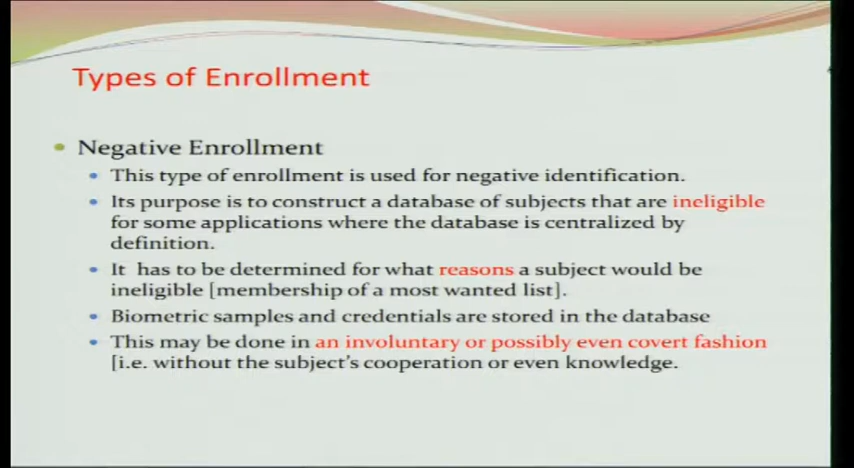 Types of Enrollment
Negative Enrollment
This type of enrollment is used for negative identification.
Its purpose is to construct a database of subjects that are ineligible
for some applications where the database is centralized by
definition.
It has to be determined for what reasons a subject would be
ineligible [membership of a most wanted list].
Biometric samples and credentials are stored in the database
This may be done in an involuntary or possibly even covert fashion
[i.e. without the subject's cooperation or even knowledge.